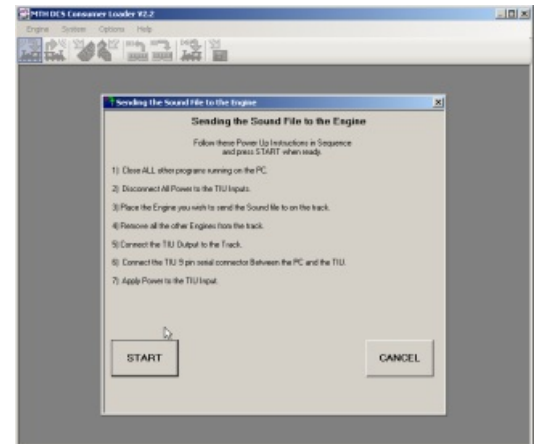 MTH DCS Consumer Loader V2.2
Engine System Options Help
Sending the Sound File to the Engine
Sending the Sound File to the Engine
Follow these Power Up Instructions in Sequence
and press START when ready.
1) Close ALL other programs running on the PC.
2) Disconnect All Power to the TIU Inputs.
3) Place the Engine you wish to send the Sound file to on the track.
4) Remove all the other Engines from the track.
5) Connect the TIU Output to the Track.
6) Connect the TIU 9 pin serial connector Between the PC and the TIU.
7) Apply Power to the TIU Input.
START CANCEL